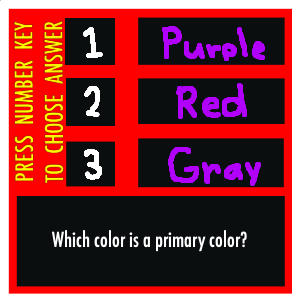 PRESS NUMBER KEY
TO CHOOSE ANSWER
1 Purple
2 Red
3 Gray
Which color is a primary color?